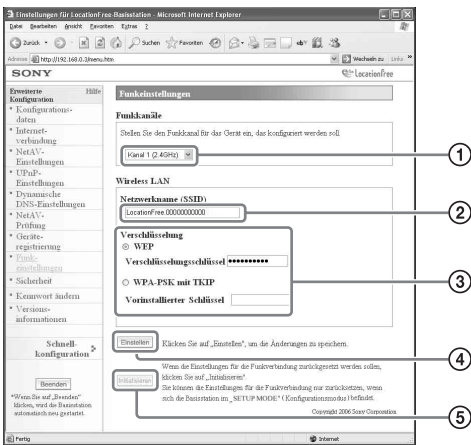 Einstellungen für LocationFree-Basisstation - Microsoft Internet Explorer
Datei Bearbeiten Ansicht Favoriten Extras ?
Zurück Suchen Favoriten
Adresse http://192.168.0.3/menu.htm Wechseln zu Links
SONY LocationFree
Erweiterte Konfiguration Hilfe
Konfigurations-
daten
Internet-
verbindung
NetAV-
Einstellungen
UPnP-
Einstellungen
Dynamische
DNS-Einstellungen
NetAV-
Prüfung
Geräte-
registrierung
Funk-
einstellungen
Sicherheit
Kennwort ändern
Versions-
informationen
Schnell-
konfiguration
Beenden
*Wenn Sie auf „Beenden"
klicken, wird die Basisstation
automatisch neu gestartet.
Funkeinstellungen
Funkkanäle
Stellen Sie den Funkkanal für das Gerät ein, das konfiguriert werden soll.
Kanal 1 (2.4GHz)
1
Wireless LAN
Netzwerkname (SSID)
LocationFree.00000000000
2
Verschlüsselung
WEP
Verschlüsselungsschlüssel ••••••••••
WPA-PSK mit TKIP
Vorinstallierter Schlüssel
3
Einstellen Klicken Sie auf „Einstellen", um die Änderungen zu speichern.
4
Wenn die Einstellungen für die Funkverbindung zurückgesetzt werden sollen,
klicken Sie auf „Initialisieren".
Initialisieren Sie können die Einstellungen für die Funkverbindung nur zurücksetzen, wenn
sich die Basisstation im „SETUP MODE" (Konfigurationsmodus) befindet.
5
Copyright 2006 Sony Corporation
Fertig Internet